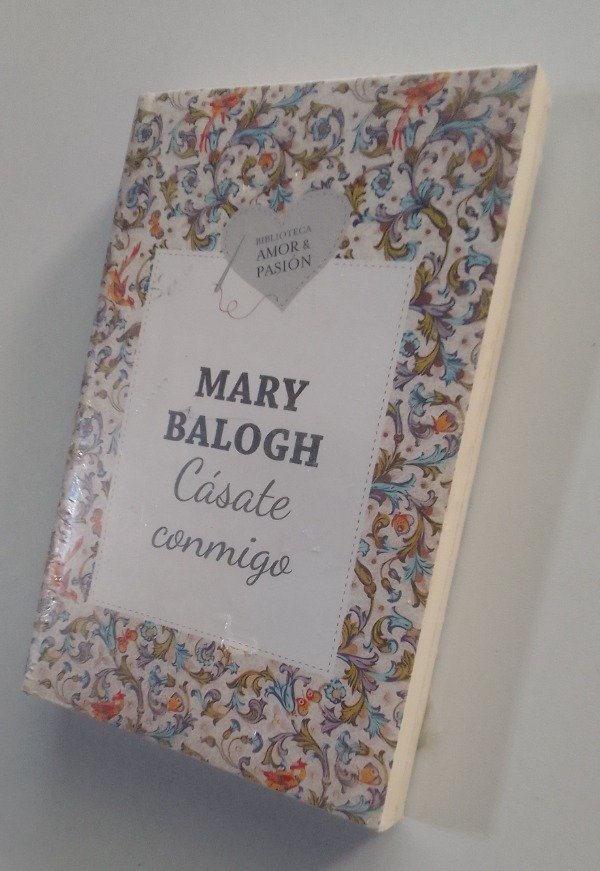 BIBLIOTECA
AMOR &
PASIÓN
MARY
BALOGH
Cásate
conmigo